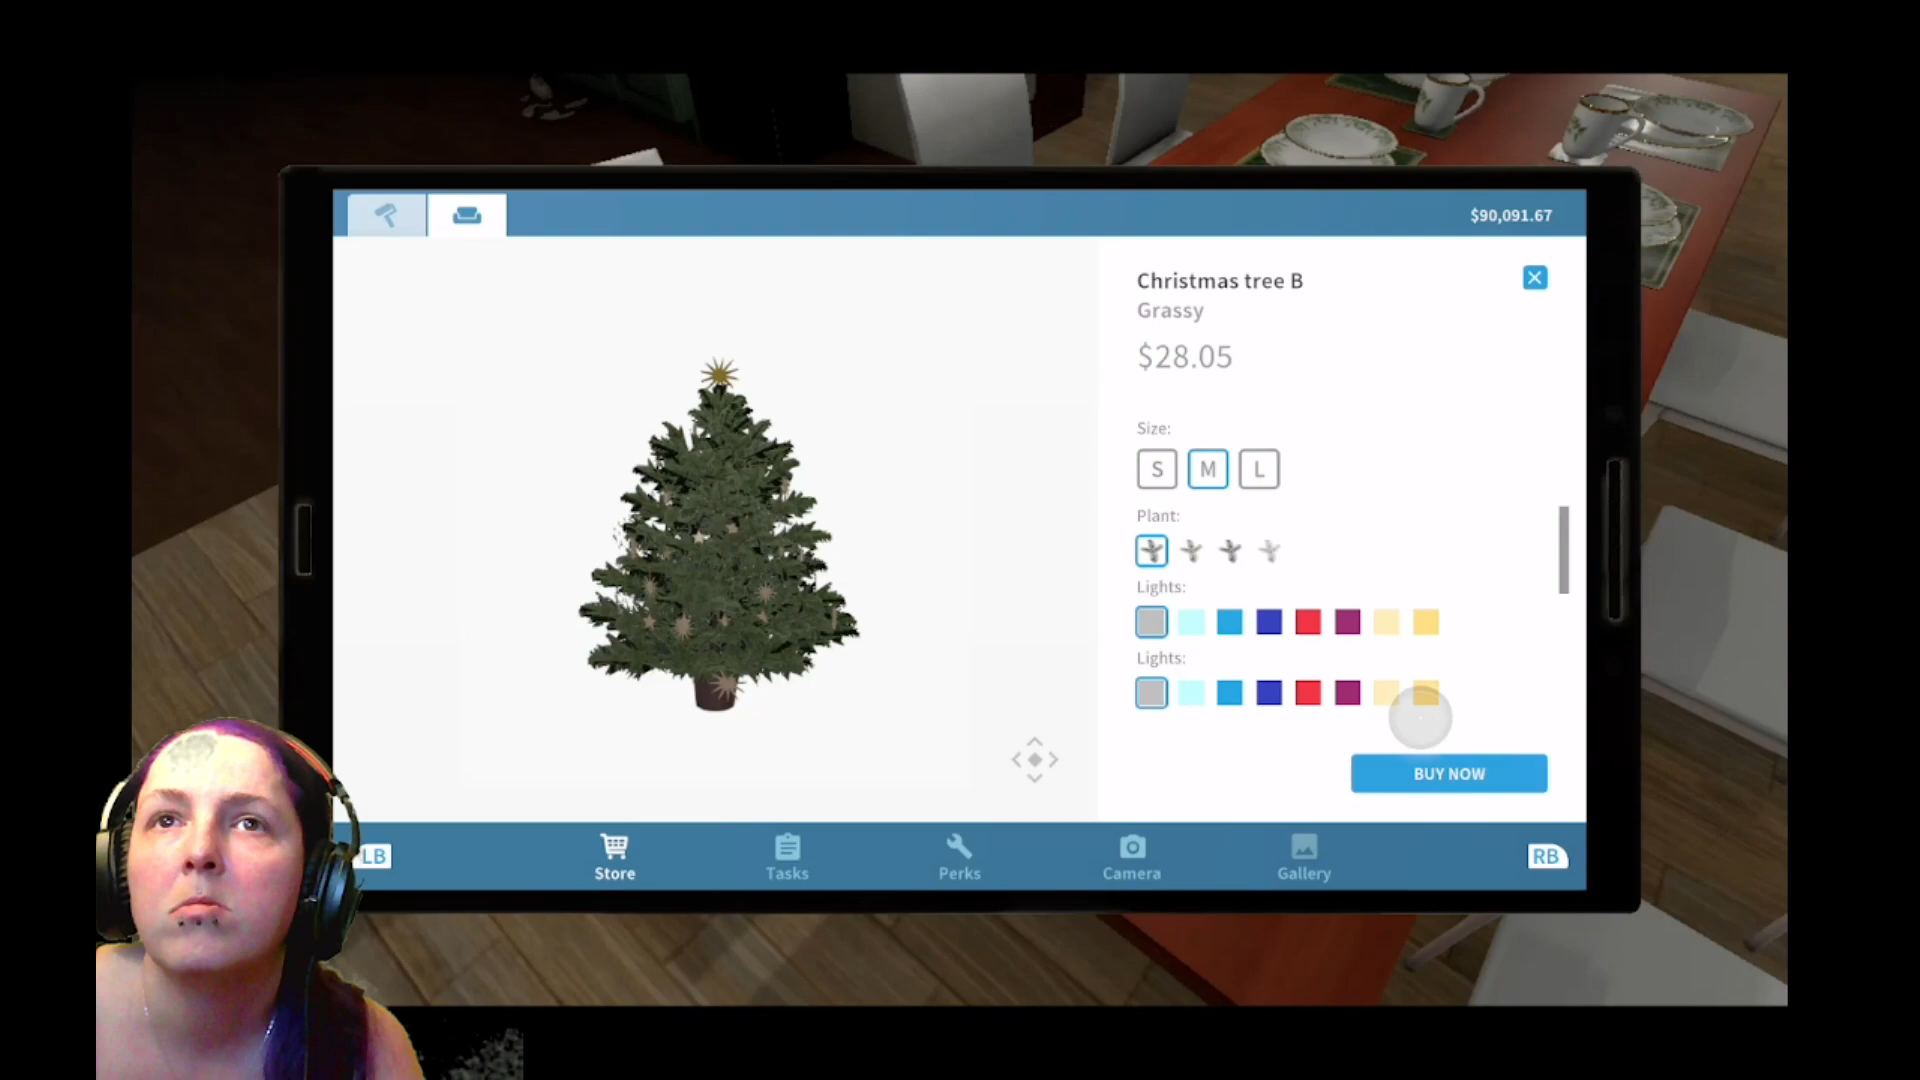 $90,091.67
Christmas tree B
Grassy
$28.05
Size:
S M L
Plant:
Lights:
Lights:
BUY NOW
LB
Store
Tasks
Perks
Camera
Gallery
RB